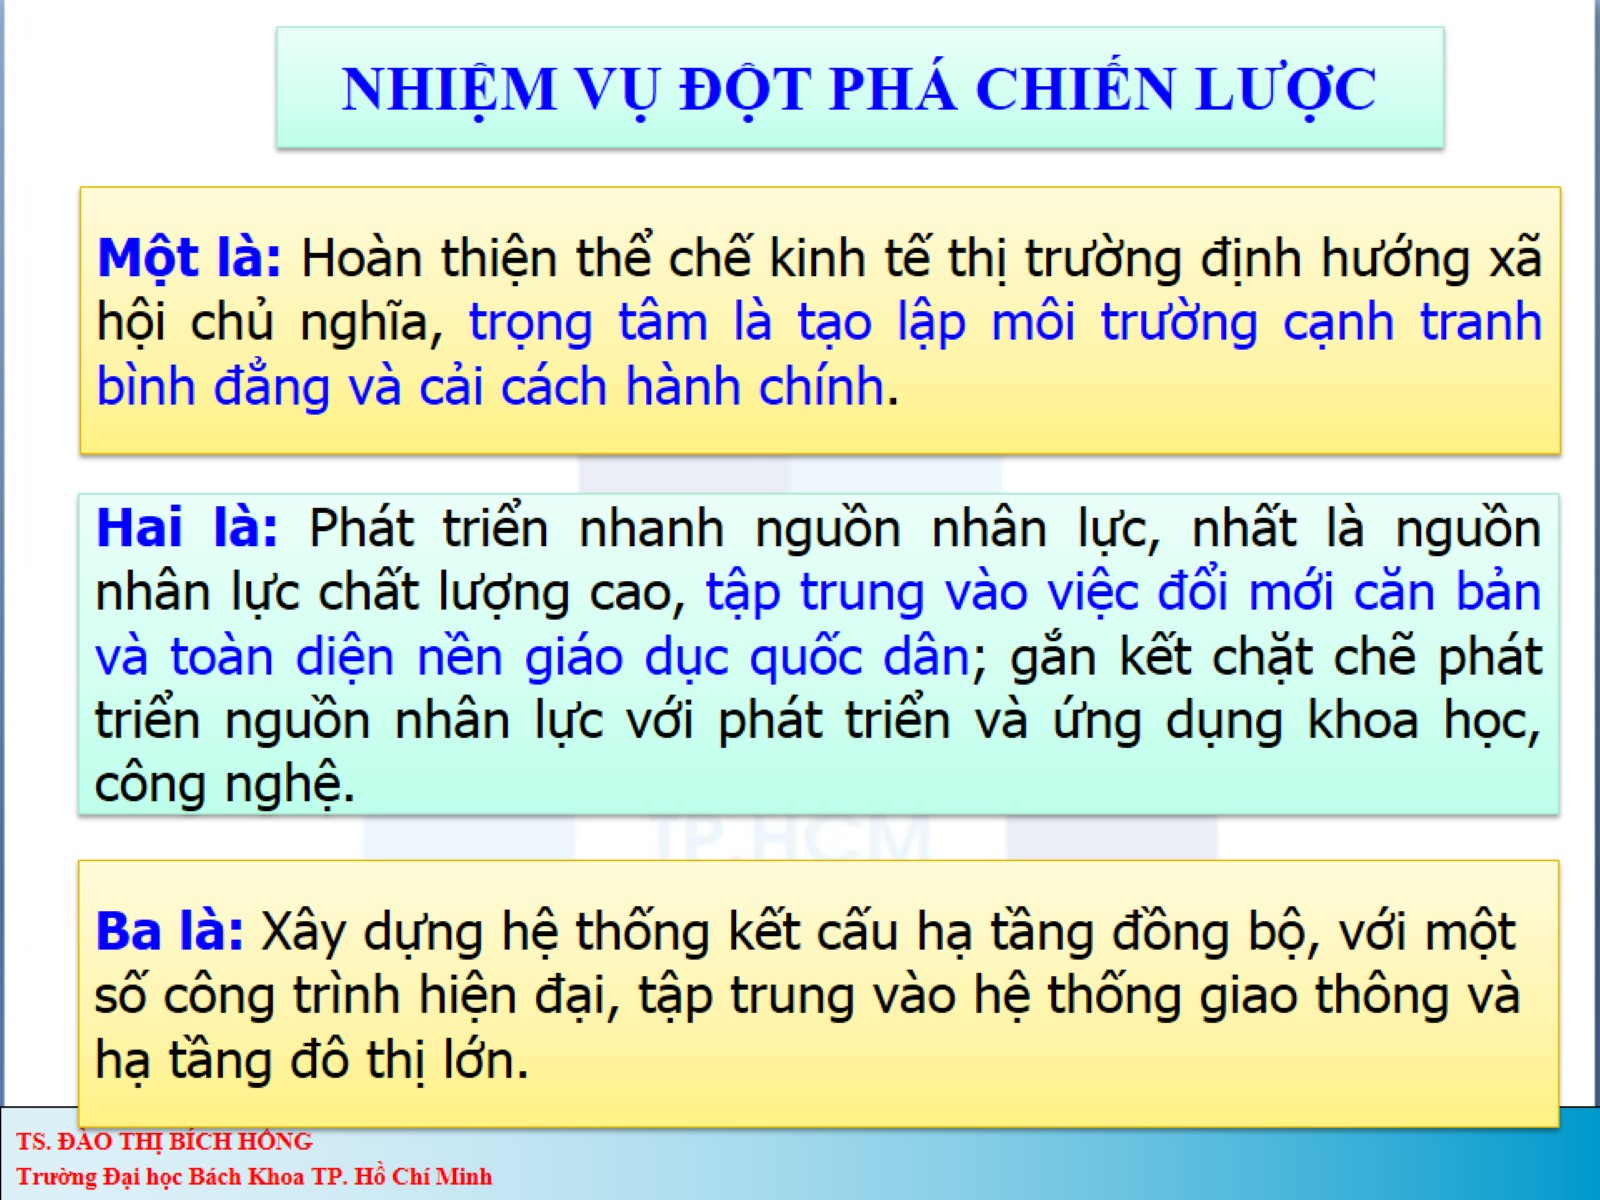 NHIỆM VỤ ĐỘT PHÁ CHIẾN LƯỢC
Một là: Hoàn thiện thể chế kinh tế thị trường định hướng xã
hội chủ nghĩa, trọng tâm là tạo lập môi trường cạnh tranh
bình đẳng và cải cách hành chính.
Hai là: Phát triển nhanh nguồn nhân lực, nhất là nguồn
nhân lực chất lượng cao, tập trung vào việc đổi mới căn bản
và toàn diện nền giáo dục quốc dân; gắn kết chặt chẽ phát
triển nguồn nhân lực với phát triển và ứng dụng khoa học,
công nghệ.
TP.HCM
Ba là: Xây dựng hệ thống kết cấu hạ tầng đồng bộ, với một
số công trình hiện đại, tập trung vào hệ thống giao thông và
hạ tầng đô thị lớn.
TS. ĐÀO THỊ BÍCH HỒNG
Trường Đại học Bách Khoa TP. Hồ Chí Minh